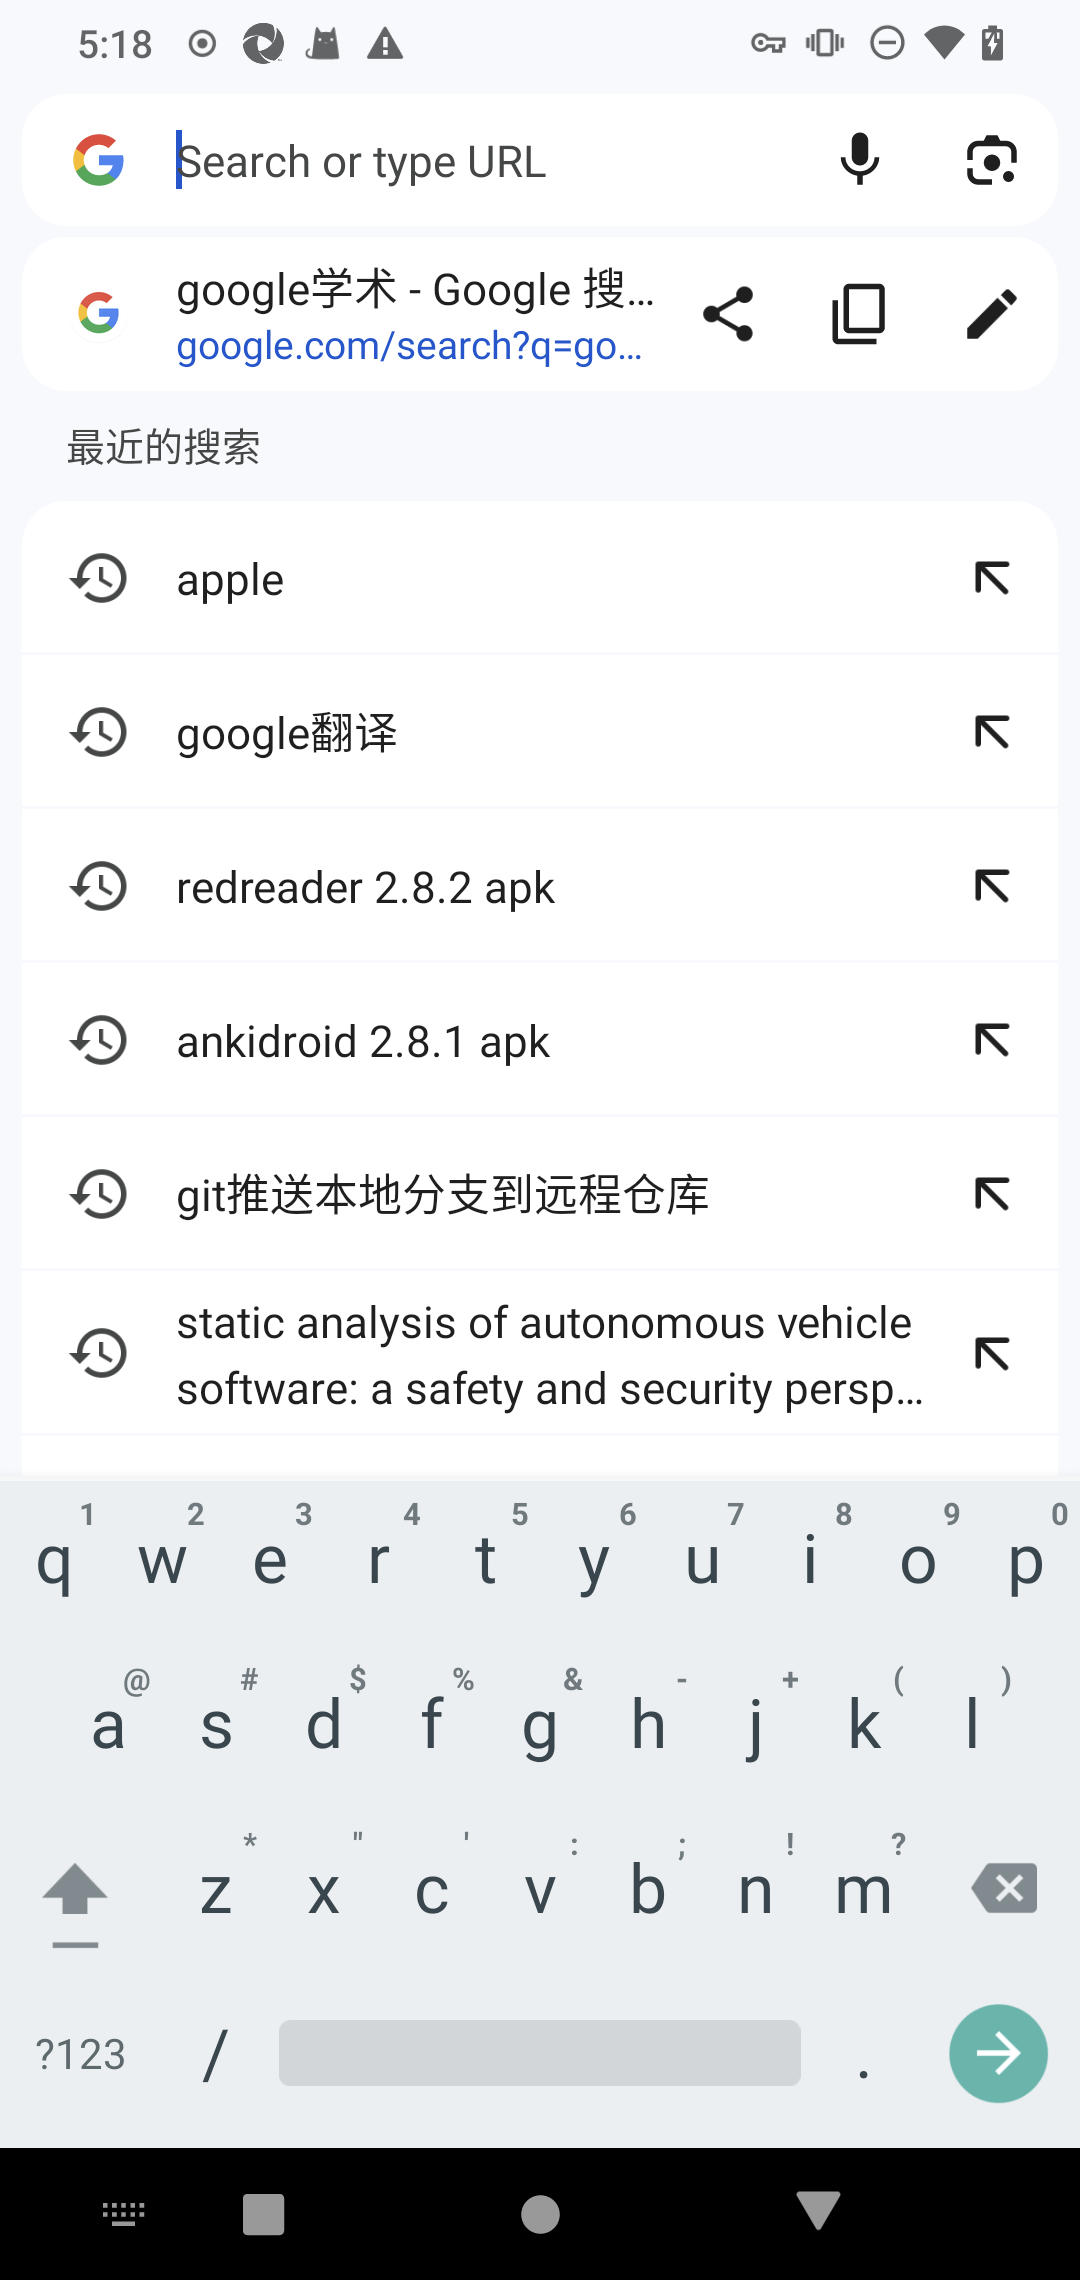 5:18
Search or type URL
google学术 - Google 搜...
google.com/search?q=go...
最近的搜索
apple
google翻译
redreader 2.8.2 apk
ankidroid 2.8.1 apk
git推送本地分支到远程仓库
static analysis of autonomous vehicle
software: a safety and security persp...
1 2 3 4 5 6 7 8 9 0
q w e r t y u i o p
@ # $ % & - + ( )
a s d f g h j k l
* " ' : ; ! ?
z x c v b n m
?123 / .